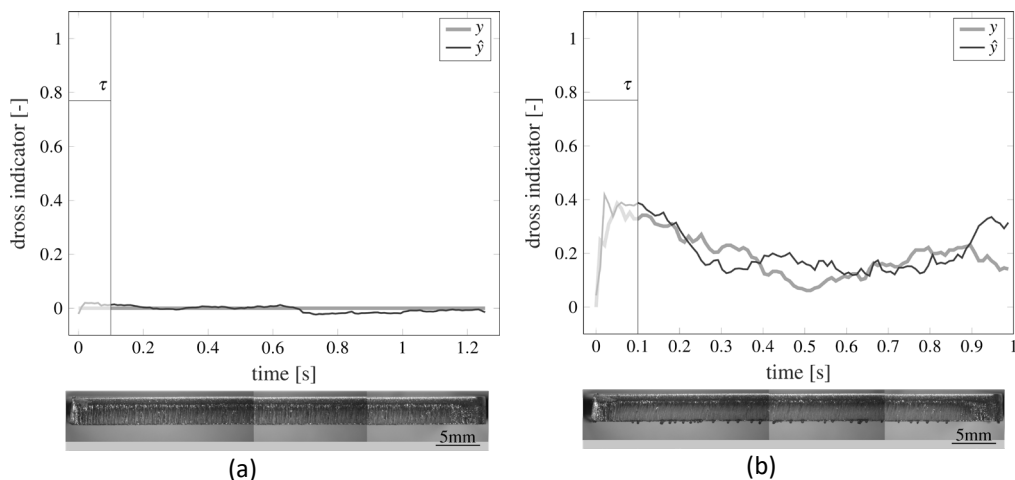 1
0.8
0.6
0.4
0.2
0
dross indicator [-]
τ
y
ŷ
0 0.2 0.4 0.6 0.8 1 1.2
time [s]
5mm
(a)
1
0.8
0.6
0.4
0.2
0
dross indicator [-]
τ
y
ŷ
0 0.1 0.2 0.3 0.4 0.5 0.6 0.7 0.8 0.9 1
time [s]
5mm
(b)